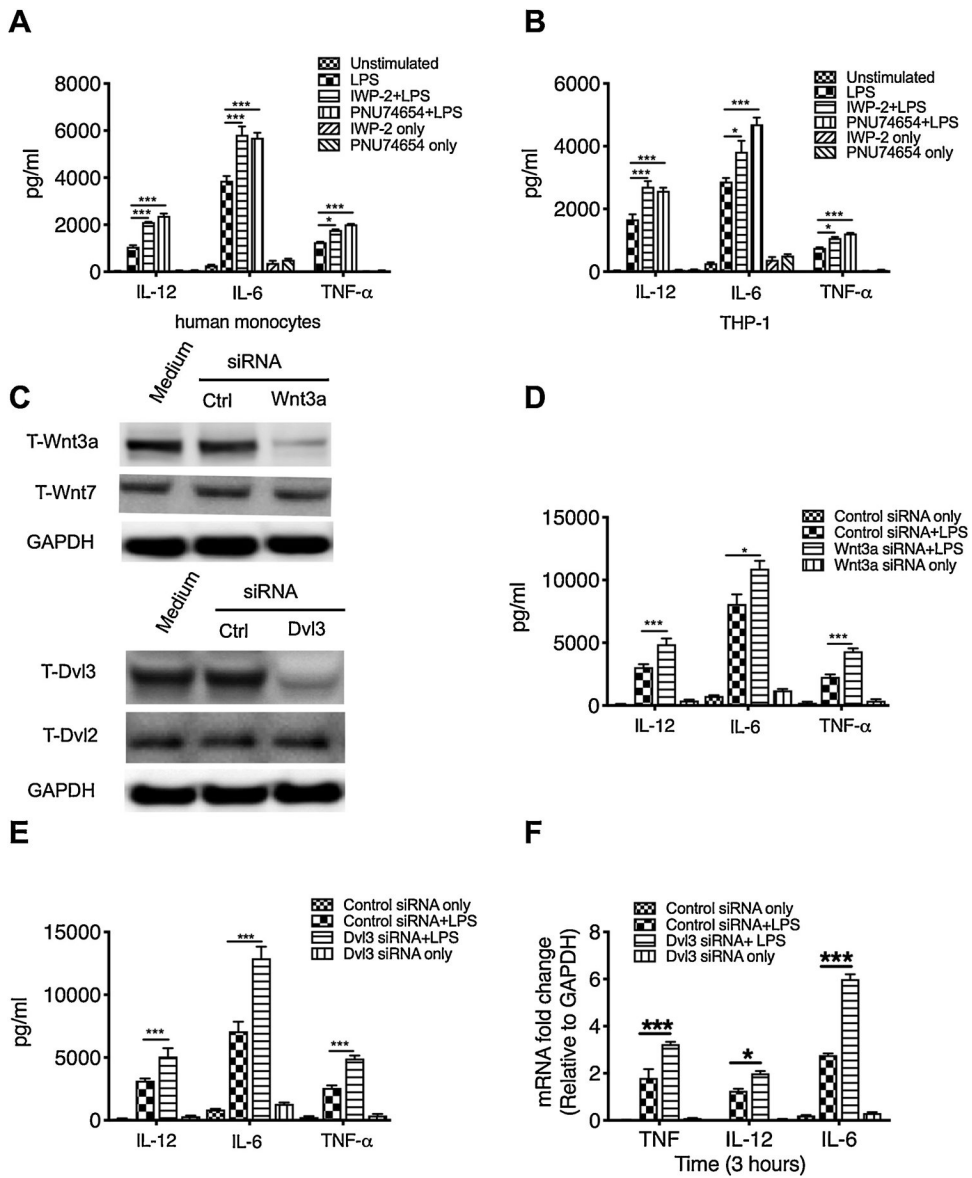 A
8000
6000
4000
2000
0
pg/ml
Unstimulated
LPS
IWP-2+LPS
PNU74654+LPS
IWP-2 only
PNU74654 only
***
***
***
***
***
*
IL-12 IL-6 TNF-α
human monocytes
B
6000
4000
2000
0
pg/ml
Unstimulated
LPS
IWP-2+LPS
PNU74654+LPS
IWP-2 only
PNU74654 only
***
***
***
*
***
*
IL-12 IL-6 TNF-α
THP-1
C
Medium
siRNA
Ctrl Wnt3a
T-Wnt3a
T-Wnt7
GAPDH
Medium
siRNA
Ctrl Dvl3
T-Dvl3
T-Dvl2
GAPDH
D
15000
10000
5000
0
pg/ml
Control siRNA only
Control siRNA+LPS
Wnt3a siRNA+LPS
Wnt3a siRNA only
***
*
***
IL-12 IL-6 TNF-α
E
15000
10000
5000
0
pg/ml
Control siRNA only
Control siRNA+LPS
Dvl3 siRNA+LPS
Dvl3 siRNA only
***
***
***
IL-12 IL-6 TNF-α
F
8
6
4
2
0
mRNA fold change
(Relative to GAPDH)
Control siRNA only
Control siRNA+LPS
Dvl3 siRNA+ LPS
Dvl3 siRNA only
***
*
***
TNF IL-12 IL-6
Time (3 hours)